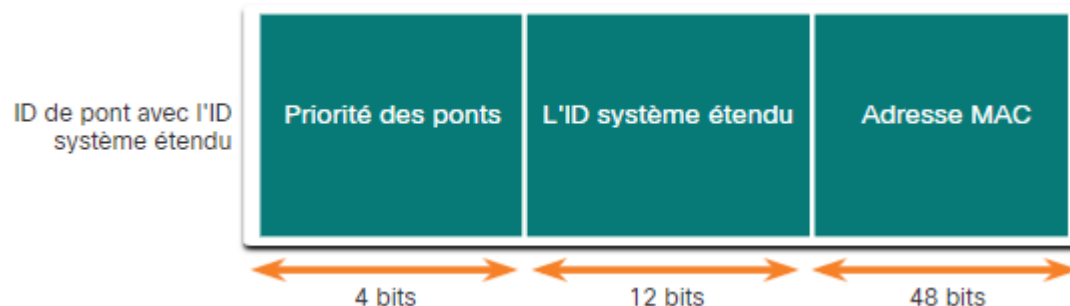 ID de pont avec l'ID
système étendu
Priorité des ponts
L'ID système étendu
Adresse MAC
4 bits
12 bits
48 bits